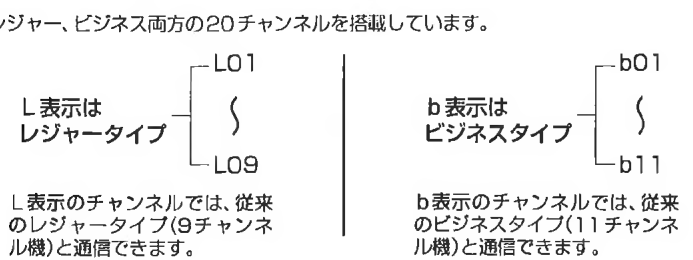 ンジャー、ビジネス両方の20チャンネルを搭載しています。
L01
L表示は
レジャータイプ
〜
L09
L表示のチャンネルでは、従来
のレジャータイプ(9チャンネ
ル機)と通信できます。
b01
b表示は
ビジネスタイプ
〜
b11
b表示のチャンネルでは、従来
のビジネスタイプ(11チャンネ
ル機)と通信できます。